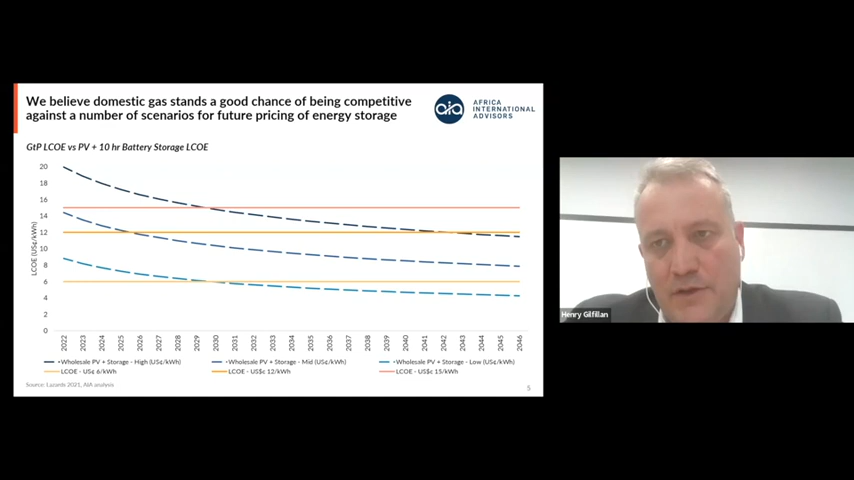 We believe domestic gas stands a good chance of being competitive
against a number of scenarios for future pricing of energy storage
aia
AFRICA
INTERNATIONAL
ADVISORS
GtP LCOE vs PV + 10 hr Battery Storage LCOE
LCOE (US¢/kWh)
20
18
16
14
12
10
8
6
4
2
0
2022 2023 2024 2025 2026 2027 2028 2029 2030 2031 2032 2033 2034 2035 2036 2037 2038 2039 2040 2041 2042 2043 2044 2045 2046
Wholesale PV + Storage - High (US¢/kWh) Wholesale PV + Storage - Mid (US¢/kWh) Wholesale PV + Storage - Low (US¢/kWh)
LCOE - US¢ 6/kWh LCOE - US$c 12/kWh LCOE - US$c 15/kWh
Source: Lazards 2021, AIA analysis
5
Henry Gilfillan